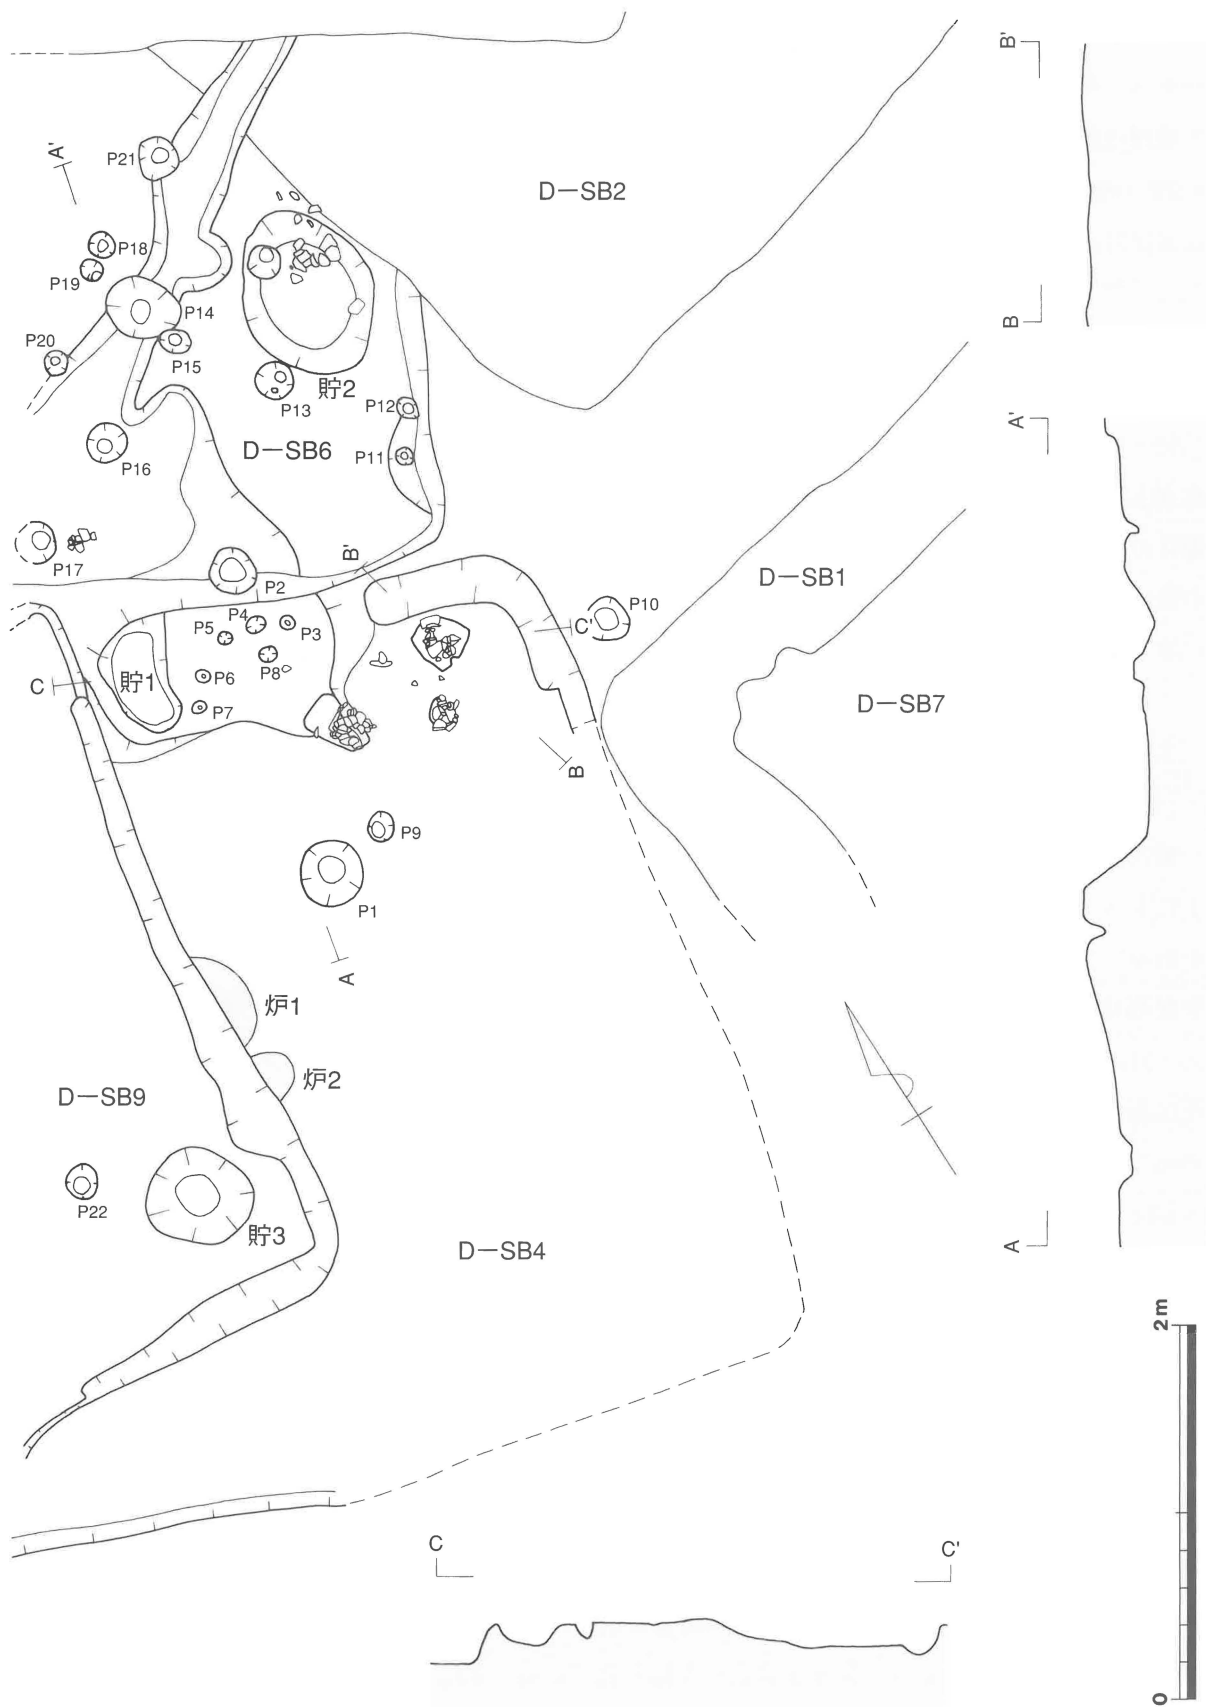 B'
A'
P21
D-SB2
P18
P19
P14
P20
P15
B
貯2
P13
P12
A'
D-SB6
P11
P16
P17
B'
P2
D-SB1
P10
P4
P3
P5
C'
P8
C
貯1
P6
P7
D-SB7
B
P9
P1
A
炉1
炉2
D-SB9
P22
貯3
D-SB4
A
2m
C
C'
0